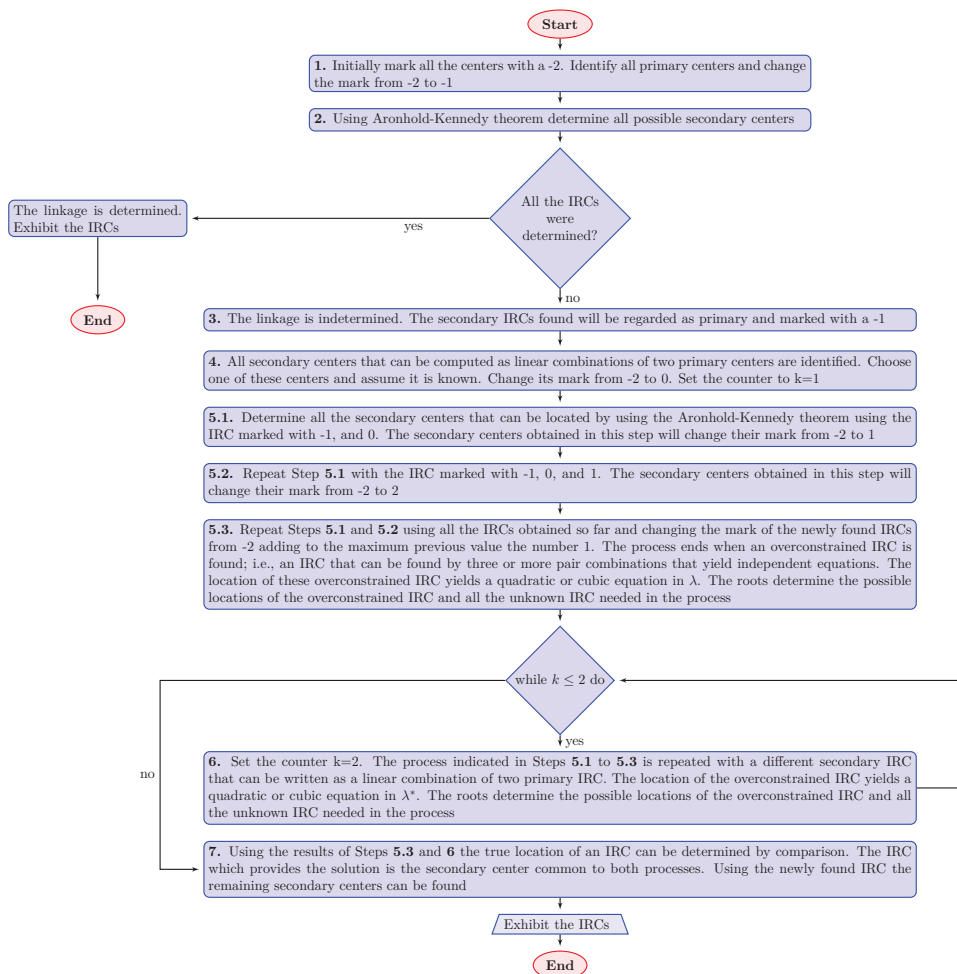 Start
1. Initially mark all the centers with a -2. Identify all primary centers and change
the mark from -2 to -1
2. Using Aronhold-Kennedy theorem determine all possible secondary centers
All the IRCs
were
determined?
yes
The linkage is determined.
Exhibit the IRCs
End
no
3. The linkage is indetermined. The secondary IRCs found will be regarded as primary and marked with a -1
4. All secondary centers that can be computed as linear combinations of two primary centers are identified. Choose
one of these centers and assume it is known. Change its mark from -2 to 0. Set the counter to k=1
5.1. Determine all the secondary centers that can be located by using the Aronhold-Kennedy theorem using the
IRC marked with -1, and 0. The secondary centers obtained in this step will change their mark from -2 to 1
5.2. Repeat Step 5.1 with the IRC marked with -1, 0, and 1. The secondary centers obtained in this step will
change their mark from -2 to 2
5.3. Repeat Steps 5.1 and 5.2 using all the IRCs obtained so far and changing the mark of the newly found IRCs
from -2 adding to the maximum previous value the number 1. The process ends when an overconstrained IRC is
found; i.e., an IRC that can be found by three or more pair combinations that yield independent equations. The
location of these overconstrained IRC yields a quadratic or cubic equation in λ. The roots determine the possible
locations of the overconstrained IRC and all the unknown IRC needed in the process
while k ≤ 2 do
yes
no
6. Set the counter k=2. The process indicated in Steps 5.1 to 5.3 is repeated with a different secondary IRC
that can be written as a linear combination of two primary IRC. The location of the overconstrained IRC yields a
quadratic or cubic equation in λ*. The roots determine the possible locations of the overconstrained IRC and all
the unknown IRC needed in the process
7. Using the results of Steps 5.3 and 6 the true location of an IRC can be determined by comparison. The IRC
which provides the solution is the secondary center common to both processes. Using the newly found IRC the
remaining secondary centers can be found
Exhibit the IRCs
End